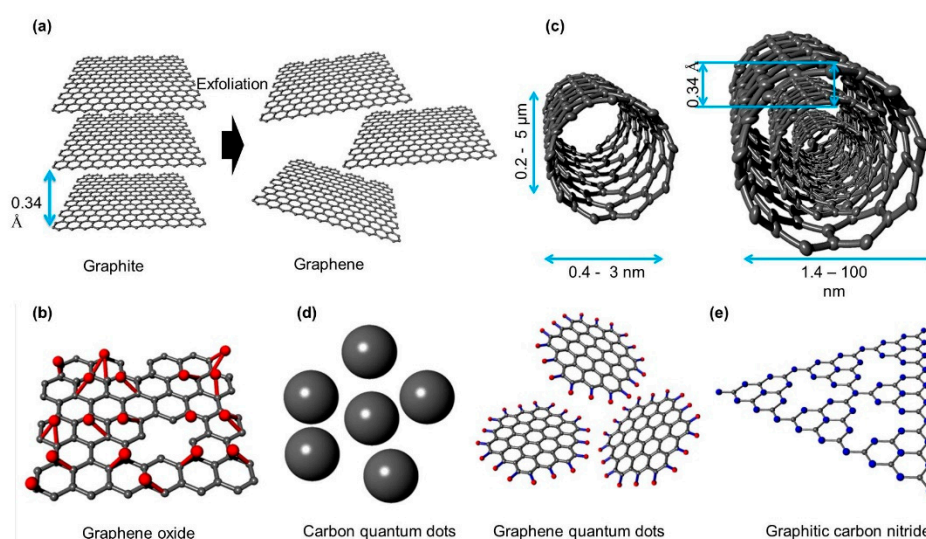 (a)
Exfoliation
0.34
Å
Graphite
Graphene
(c)
0.2 - 5 µm
0.4 - 3 nm
0.34 Å
1.4 – 100
nm
(b)
Graphene oxide
(d)
Carbon quantum dots
Graphene quantum dots
(e)
Graphitic carbon nitride